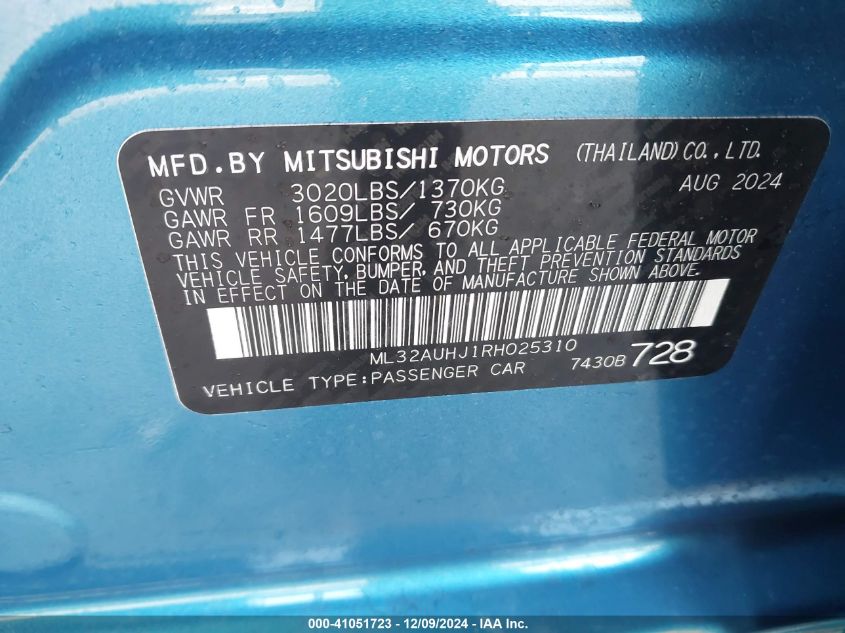 MFD.BY MITSUBISHI MOTORS (THAILAND) CO., LTD.
GVWR 3020LBS/1370KG AUG 2024
GAWR FR 1609LBS/ 730KG
GAWR RR 1477LBS/ 670KG
THIS VEHICLE CONFORMS TO ALL APPLICABLE FEDERAL MOTOR
VEHICLE SAFETY, BUMPER, AND THEFT PREVENTION STANDARDS
IN EFFECT ON THE DATE OF MANUFACTURE SHOWN ABOVE.
ML32AUHJ1RH025310
VEHICLE TYPE:PASSENGER CAR 7430B 728
000-41051723 - 12/09/2024 - IAA Inc.